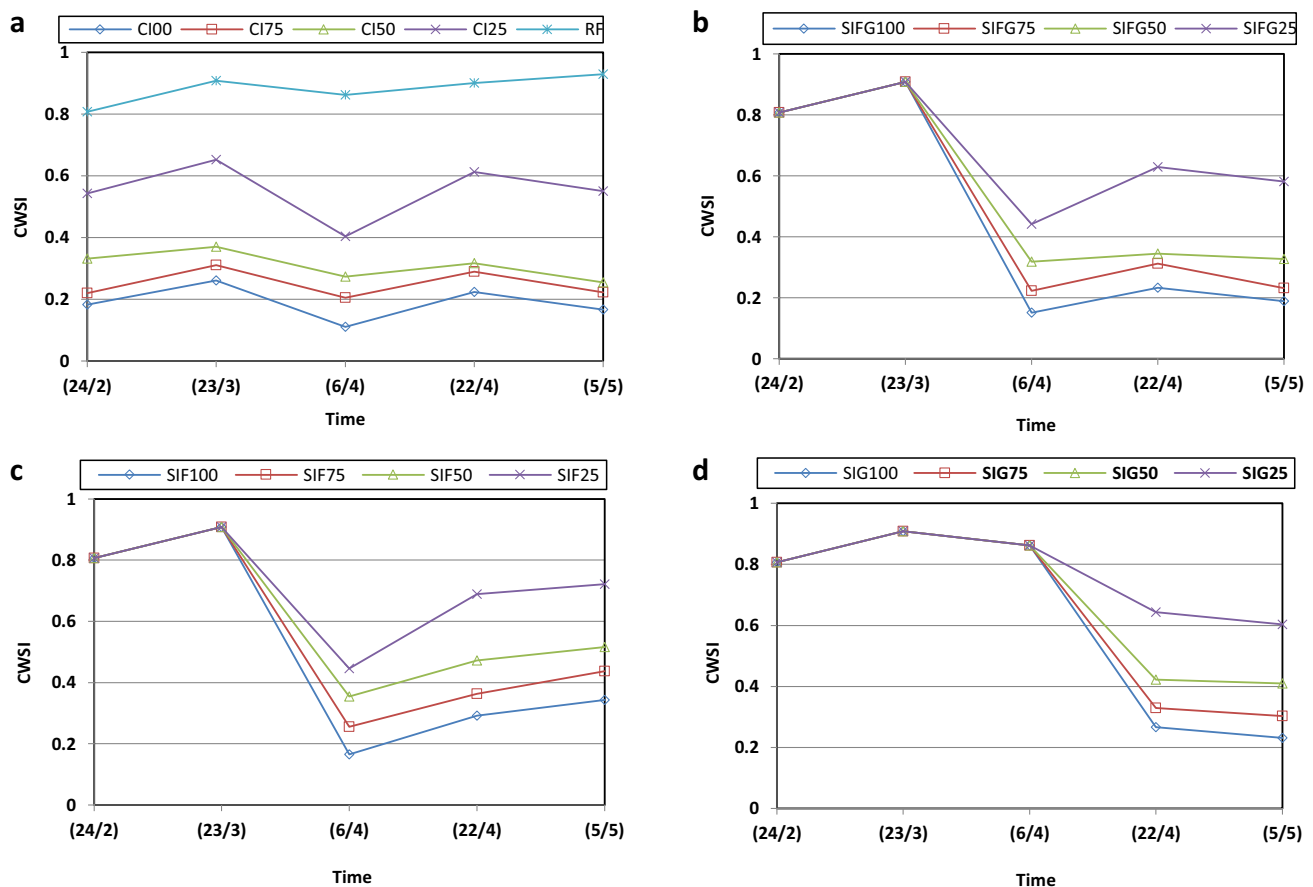 a
CI00 CI75 CI50 CI25 RF
1
0.8
0.6
0.4
0.2
0
CWSI
(24/2) (23/3) (6/4) (22/4) (5/5)
Time
b
SIFG100 SIFG75 SIFG50 SIFG25
1
0.8
0.6
0.4
0.2
0
CWSI
(24/2) (23/3) (6/4) (22/4) (5/5)
Time
c
SIF100 SIF75 SIF50 SIF25
1
0.8
0.6
0.4
0.2
0
CWSI
(24/2) (23/3) (6/4) (22/4) (5/5)
Time
d
SIG100 SIG75 SIG50 SIG25
1
0.8
0.6
0.4
0.2
0
CWSI
(24/2) (23/3) (6/4) (22/4) (5/5)
Time